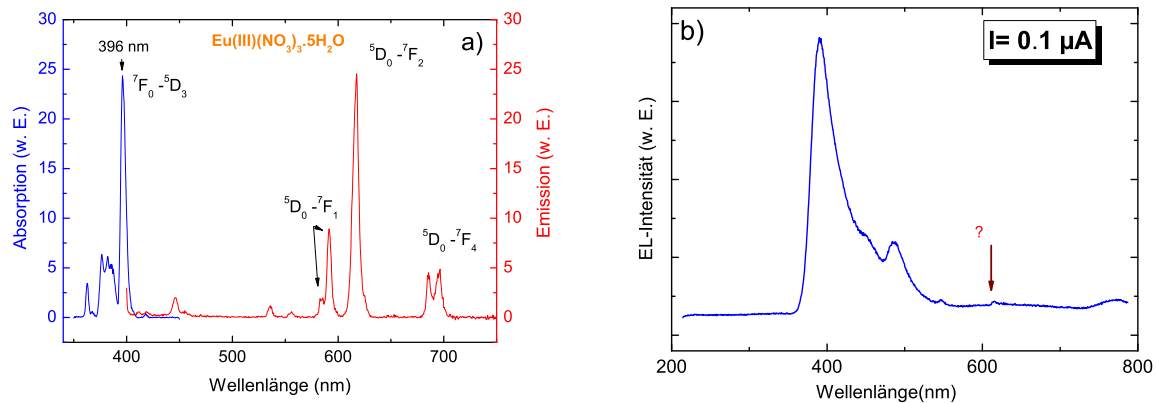 Eu(III)(NO3)3.5H2O
a)
396 nm
7F0 -5D3
5D0 -7F2
5D0 -7F1
5D0 -7F4
Absorption (w. E.)
30
25
20
15
10
5
0
Emission (w. E.)
30
25
20
15
10
5
0
400
500
600
700
Wellenlänge (nm)
b)
I= 0.1 µA
EL-Intensität (w. E.)
?
200
400
600
800
Wellenlänge(nm)